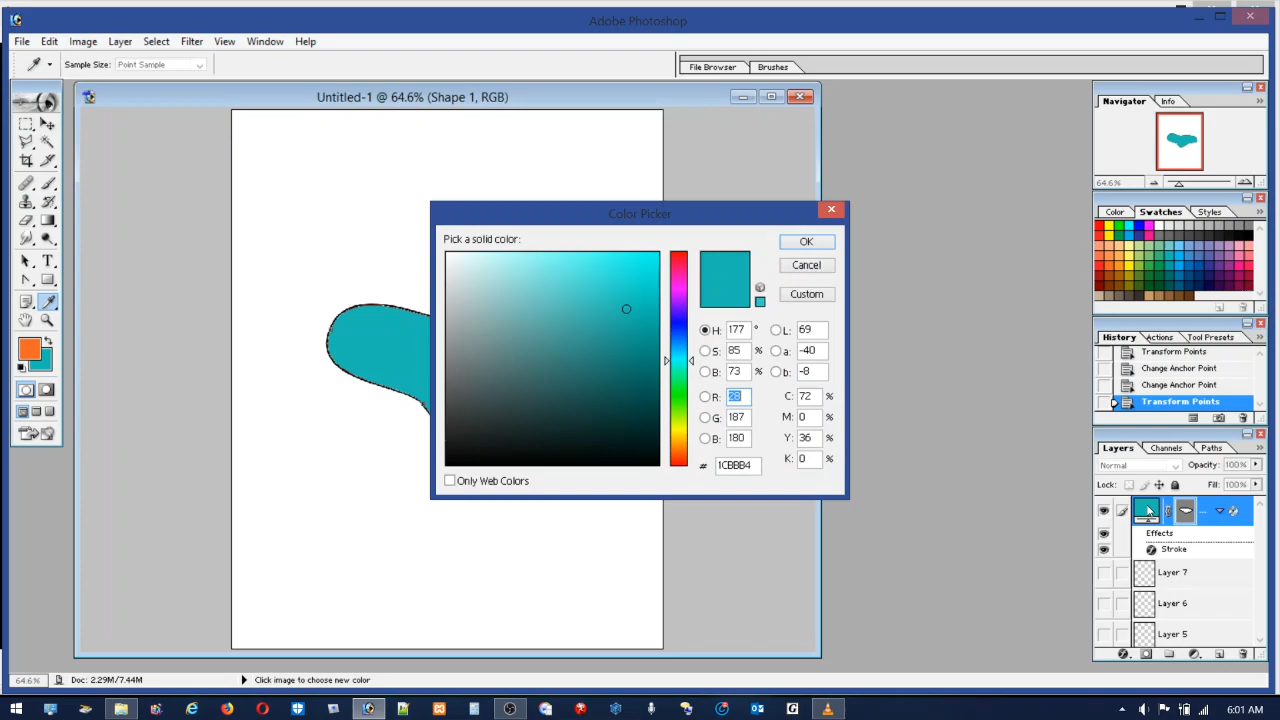 Adobe Photoshop
File Edit Image Layer Select Filter View Window Help
Sample Size: Point Sample
File Browser Brushes
Untitled-1 @ 64.6% (Shape 1, RGB)
Navigator Info
64.6%
Color Swatches Styles
Color Picker
Pick a solid color:
OK
Cancel
Custom
H: 177 °
S: 85 %
B: 73 %
R: 28
G: 187
B: 180
# 1CBBB4
L: 69
a: -40
b: -8
C: 72 %
M: 0 %
Y: 36 %
K: 0 %
Only Web Colors
History Actions Tool Presets
Transform Points
Change Anchor Point
Change Anchor Point
Transform Points
Layers Channels Paths
Normal Opacity: 100%
Lock: Fill: 100%
...
Effects
Stroke
Layer 7
Layer 6
Layer 5
64.6% Doc: 2.29M/7.44M Click image to choose new color
6:01 AM